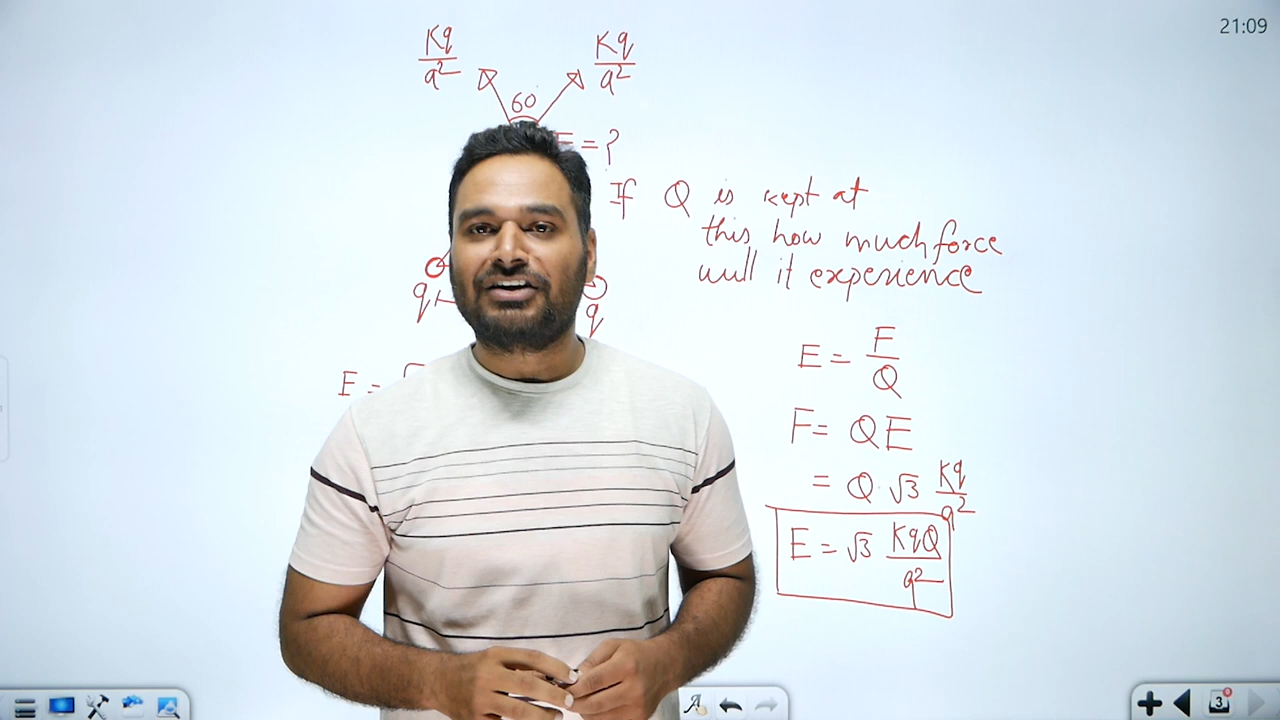 21:09
Kq/a² Kq/a²
60
E = ?
If Q is kept at
this how much force
will it experience
q q
E = F/Q
E =
F = QE
= Q √3 Kq/a²
E = √3 KqQ/a²
3